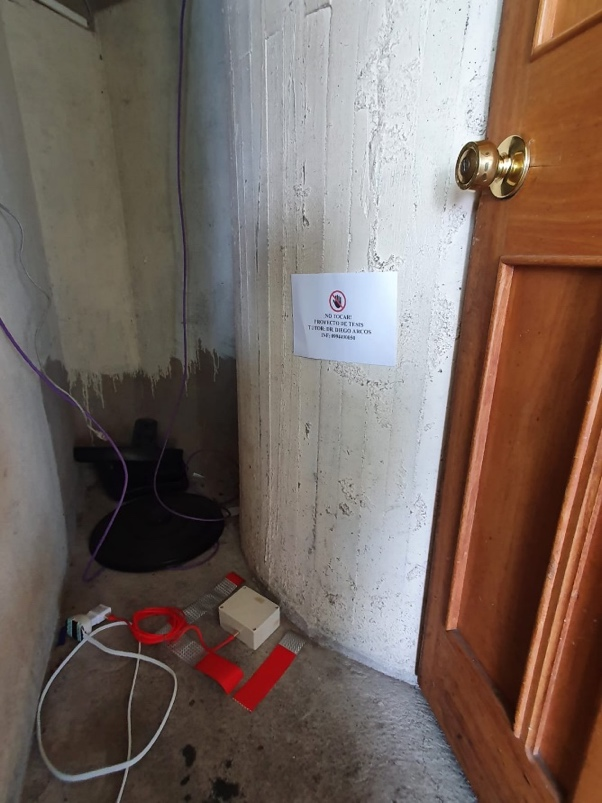 NO TOCAR!
PROYECTO DE TESIS
TUTOR: DR. DIEGO ARCOS